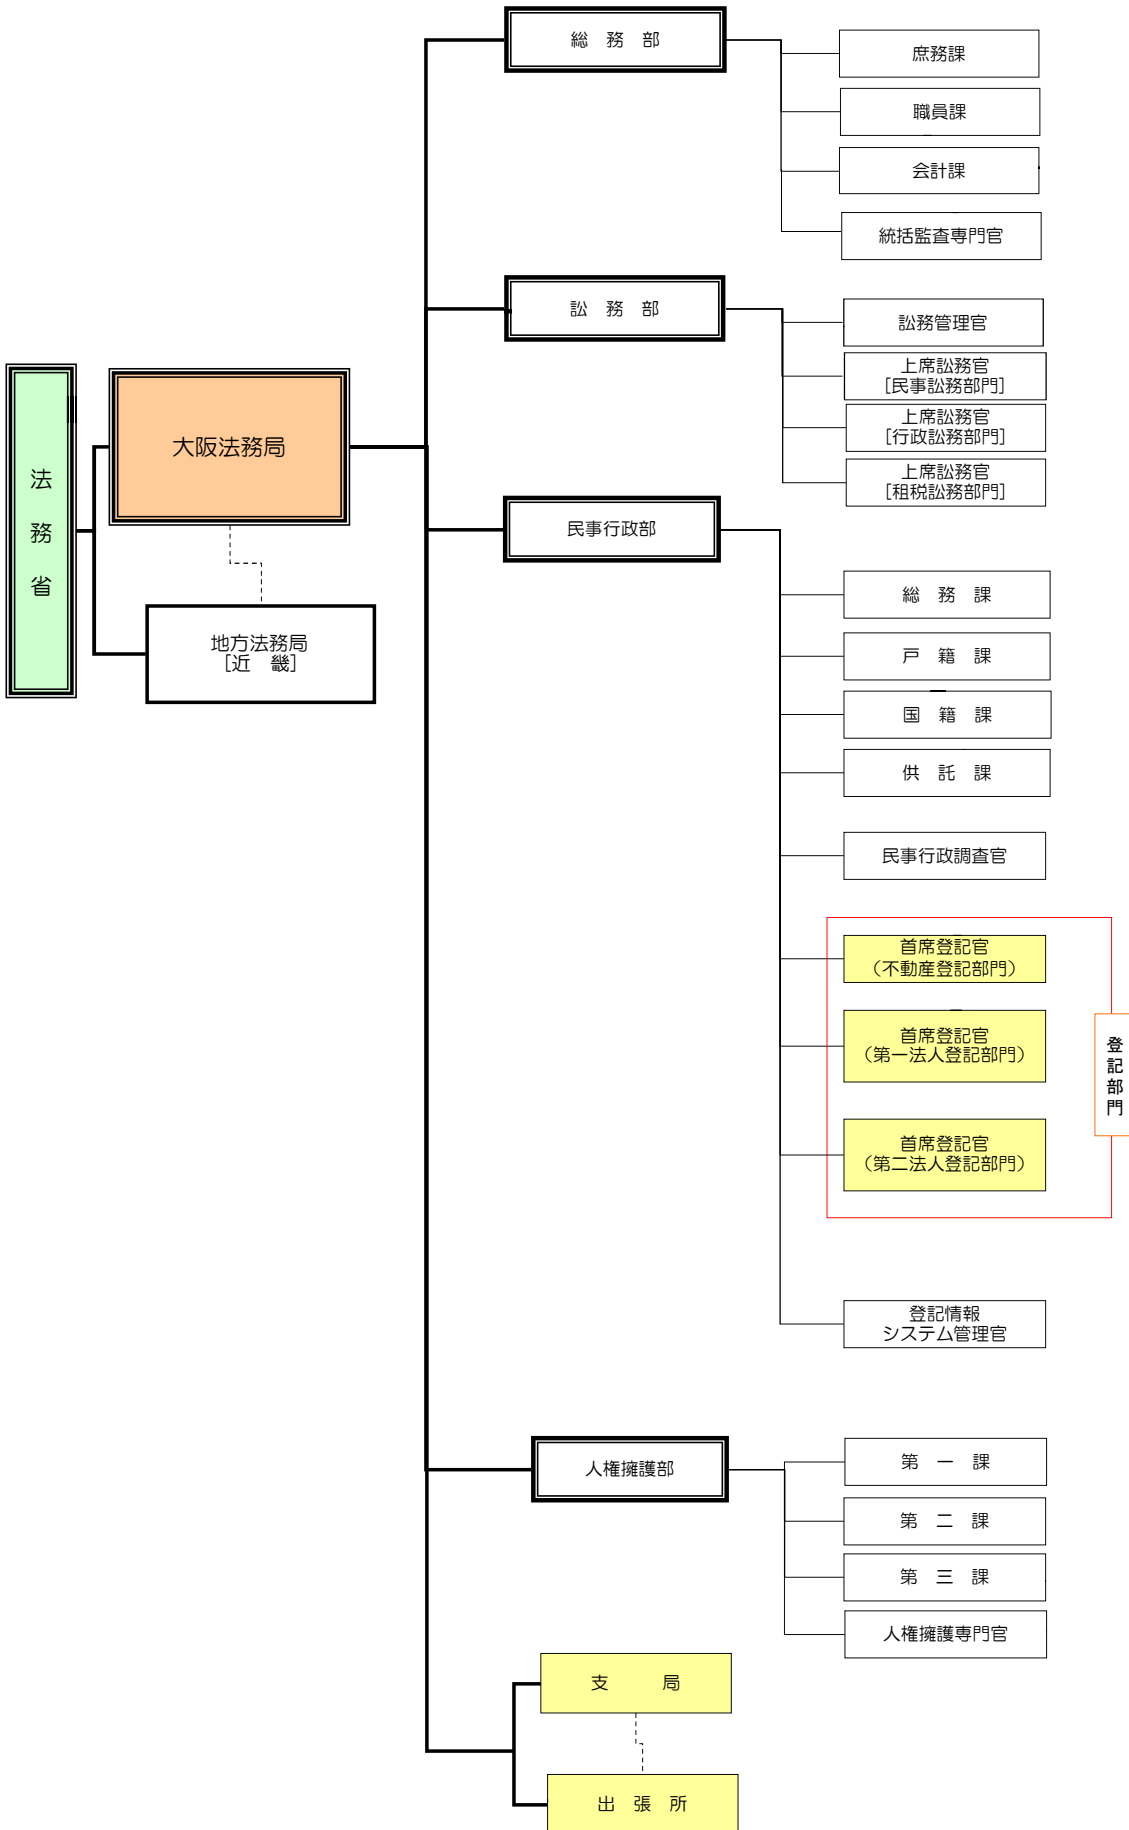 法務省
大阪法務局
地方法務局
[近　畿]
総　務　部
庶務課
職員課
会計課
統括監査専門官
訟　務　部
訟務管理官
上席訟務官
[民事訟務部門]
上席訟務官
[行政訟務部門]
上席訟務官
[租税訟務部門]
民事行政部
総　務　課
戸　籍　課
国　籍　課
供　託　課
民事行政調査官
首席登記官
（不動産登記部門）
首席登記官
（第一法人登記部門）
首席登記官
（第二法人登記部門）
登記部門
登記情報
システム管理官
人権擁護部
第　一　課
第　二　課
第　三　課
人権擁護専門官
支　　　局
出　張　所